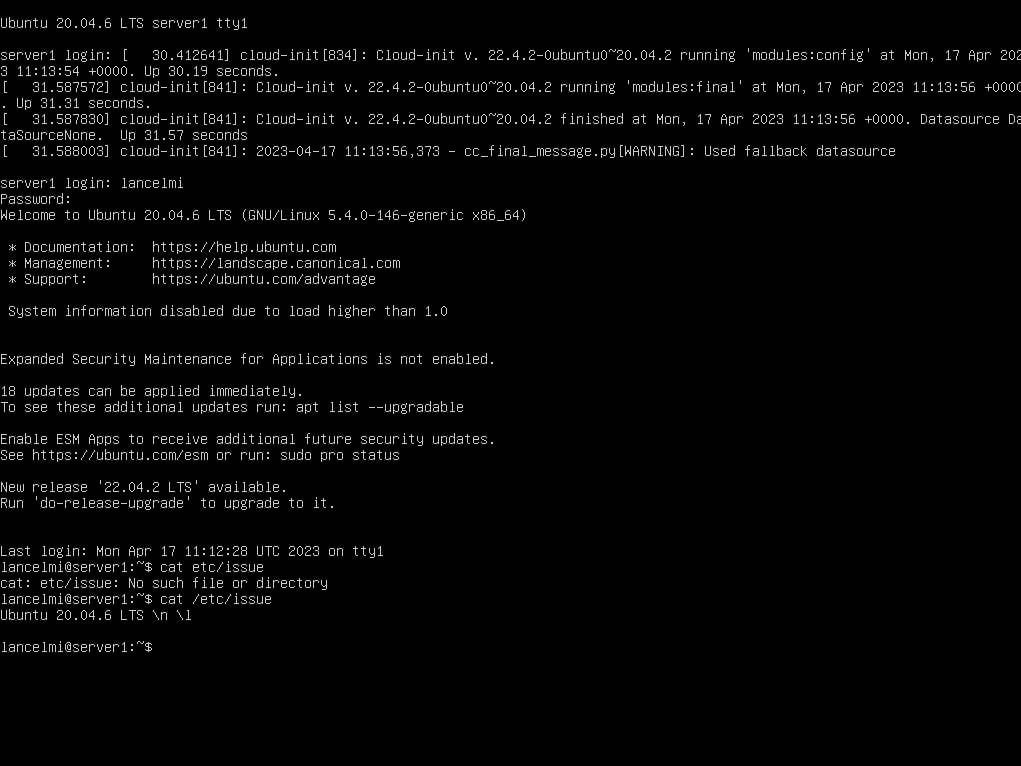 Ubuntu 20.04.6 LTS server1 tty1
server1 login: [   30.412641] cloud-init[834]: Cloud-init v. 22.4.2-0ubuntu0~20.04.2 running 'modules:config' at Mon, 17 Apr 202
3 11:13:54 +0000. Up 30.19 seconds.
[   31.587572] cloud-init[841]: Cloud-init v. 22.4.2-0ubuntu0~20.04.2 running 'modules:final' at Mon, 17 Apr 2023 11:13:56 +0000
. Up 31.31 seconds.
[   31.587830] cloud-init[841]: Cloud-init v. 22.4.2-0ubuntu0~20.04.2 finished at Mon, 17 Apr 2023 11:13:56 +0000. Datasource Da
taSourceNone.  Up 31.57 seconds
[   31.588003] cloud-init[841]: 2023-04-17 11:13:56,373 - cc_final_message.py[WARNING]: Used fallback datasource
server1 login: lancelmi
Password:
Welcome to Ubuntu 20.04.6 LTS (GNU/Linux 5.4.0-146-generic x86_64)
 * Documentation:  https://help.ubuntu.com
 * Management:     https://landscape.canonical.com
 * Support:        https://ubuntu.com/advantage
 System information disabled due to load higher than 1.0
Expanded Security Maintenance for Applications is not enabled.
18 updates can be applied immediately.
To see these additional updates run: apt list --upgradable
Enable ESM Apps to receive additional future security updates.
See https://ubuntu.com/esm or run: sudo pro status
New release '22.04.2 LTS' available.
Run 'do-release-upgrade' to upgrade to it.
Last login: Mon Apr 17 11:12:28 UTC 2023 on tty1
lancelmi@server1:~$ cat etc/issue
cat: etc/issue: No such file or directory
lancelmi@server1:~$ cat /etc/issue
Ubuntu 20.04.6 LTS \n \l
lancelmi@server1:~$